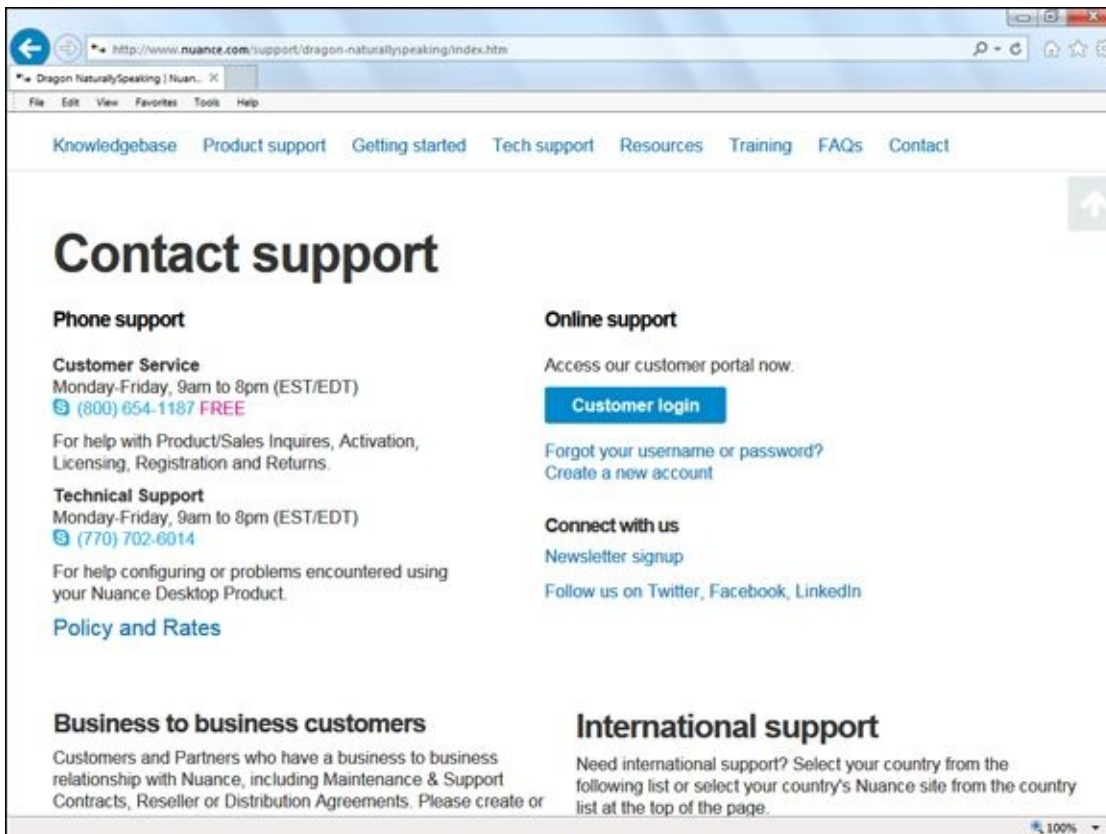 http://www.nuance.com/support/dragon-naturallyspeaking/index.htm
Dragon NaturallySpeaking | Nuan...
File Edit View Favorites Tools Help
Knowledgebase Product support Getting started Tech support Resources Training FAQs Contact
Contact support
Phone support
Customer Service
Monday-Friday, 9am to 8pm (EST/EDT)
(800) 654-1187 FREE
For help with Product/Sales Inquires, Activation,
Licensing, Registration and Returns.
Technical Support
Monday-Friday, 9am to 8pm (EST/EDT)
(770) 702-6014
For help configuring or problems encountered using
your Nuance Desktop Product.
Policy and Rates
Online support
Access our customer portal now.
Customer login
Forgot your username or password?
Create a new account
Connect with us
Newsletter signup
Follow us on Twitter, Facebook, LinkedIn
Business to business customers
Customers and Partners who have a business to business
relationship with Nuance, including Maintenance & Support
Contracts, Reseller or Distribution Agreements. Please create or
International support
Need international support? Select your country from the
following list or select your country's Nuance site from the country
list at the top of the page.
100%